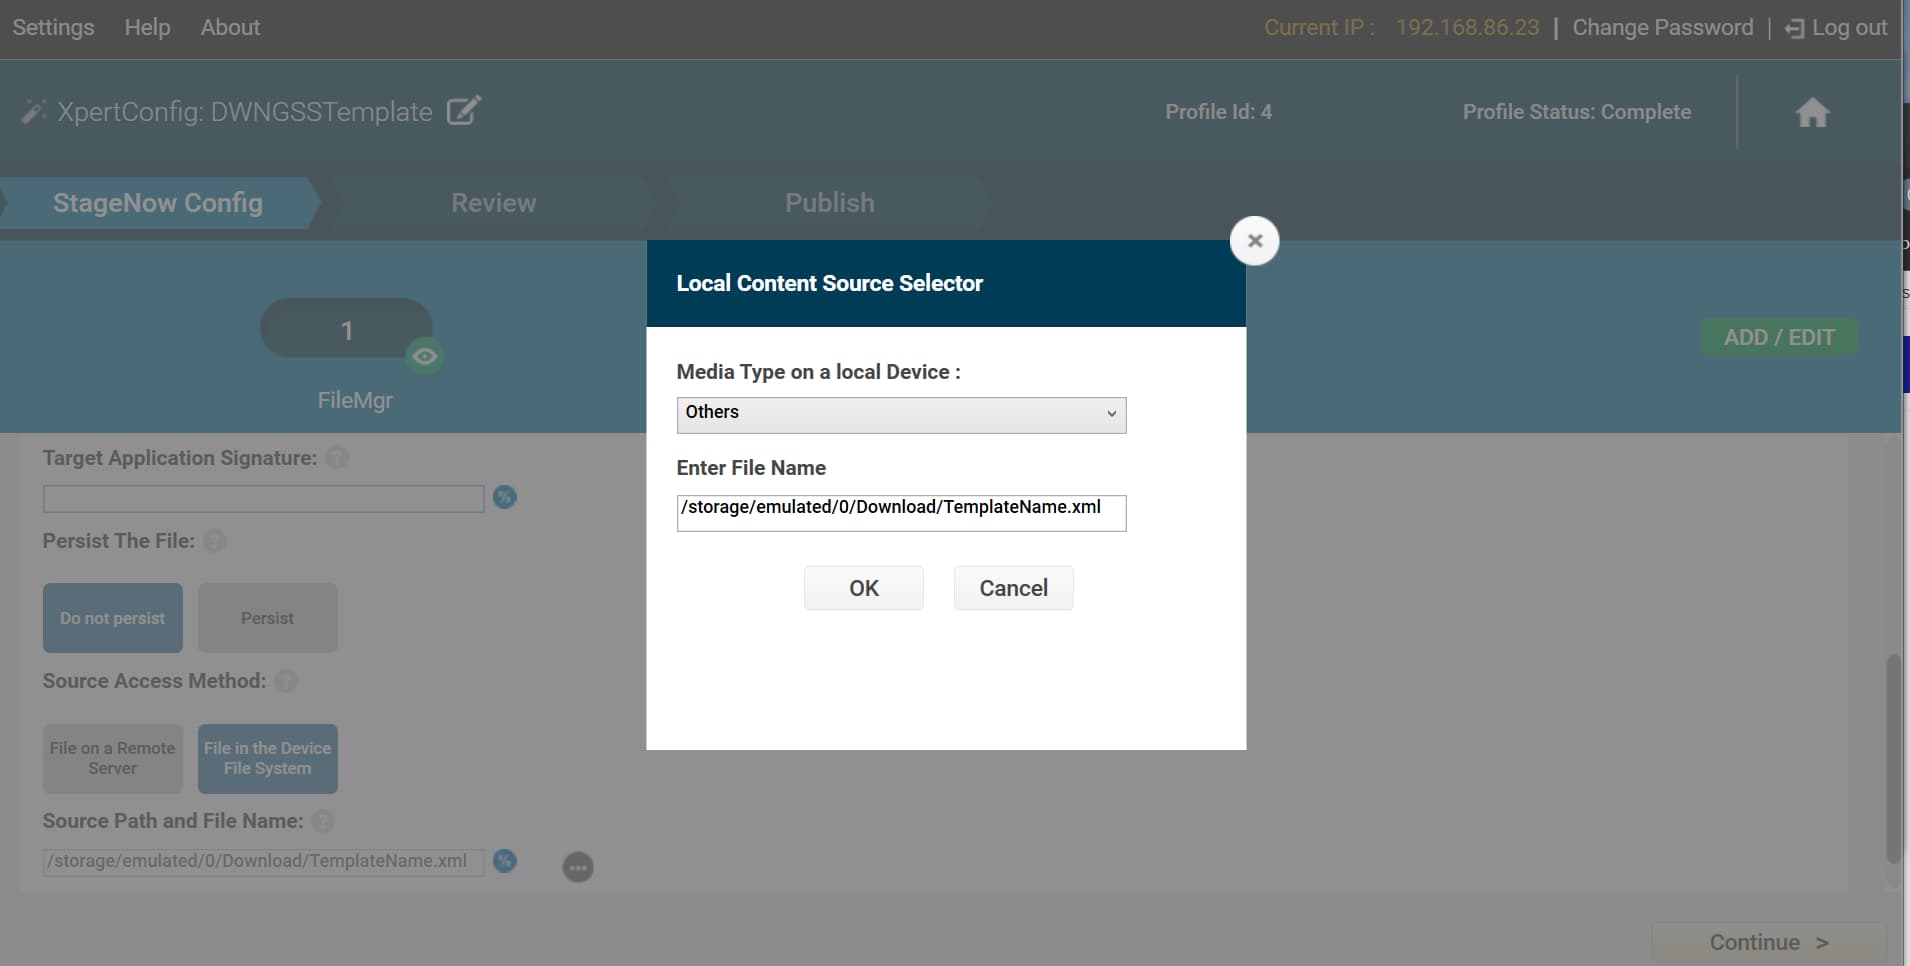 Settings Help About Current IP : 192.168.86.23 | Change Password | Log out
XpertConfig: DWNGSSTemplate Profile Id: 4 Profile Status: Complete
StageNow Config Review Publish
Local Content Source Selector
1
ADD / EDIT
FileMgr
Media Type on a local Device :
Others
Enter File Name
/storage/emulated/0/Download/TemplateName.xml
OK Cancel
Target Application Signature: ?
Persist The File: ?
Do not persist Persist
Source Access Method: ?
File on a Remote
Server
File in the Device
File System
Source Path and File Name: ?
/storage/emulated/0/Download/TemplateName.xml
Continue >